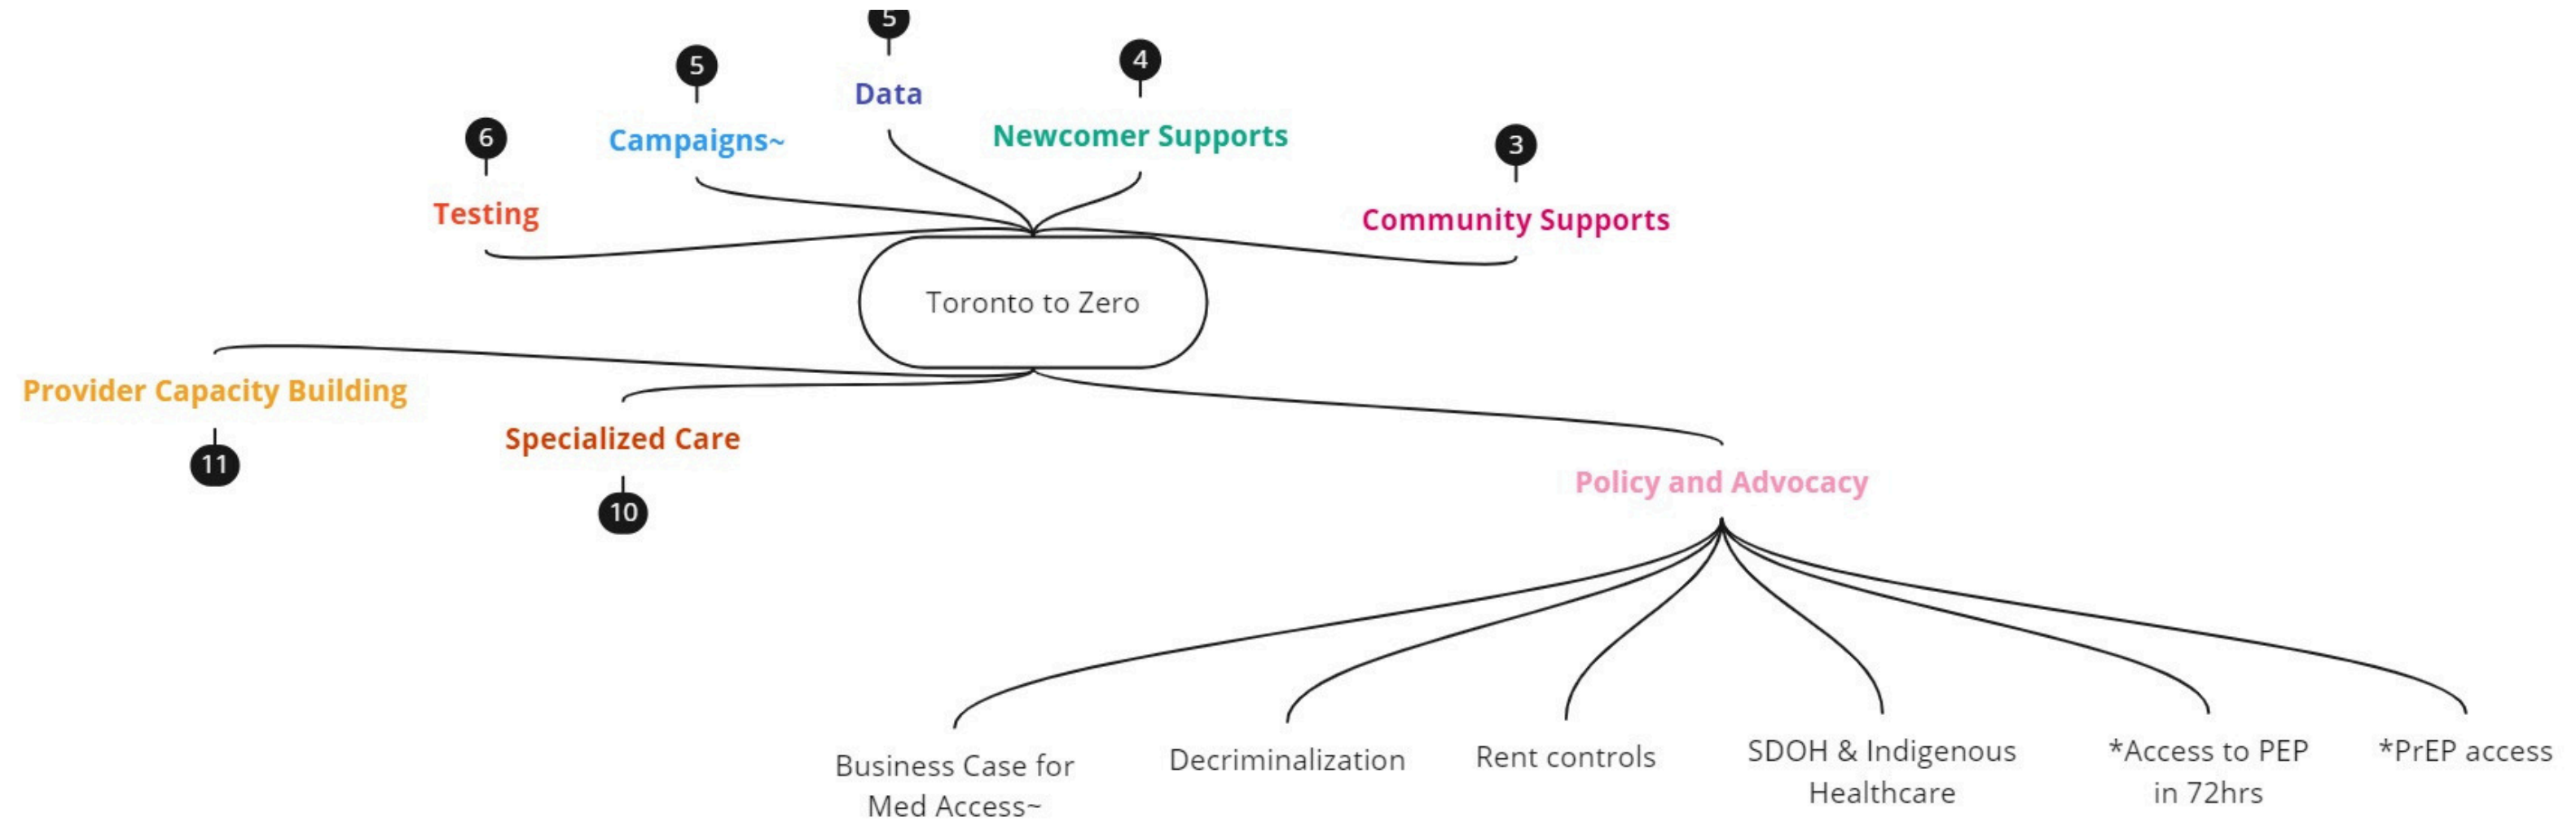 5
5
4
Data
6
Campaigns~
Newcomer Supports
3
Testing
Community Supports
Toronto to Zero
Provider Capacity Building
Specialized Care
11
Policy and Advocacy
10
Business Case for
Med Access~
Decriminalization
Rent controls
SDOH & Indigenous
Healthcare
*Access to PEP
in 72hrs
*PrEP access